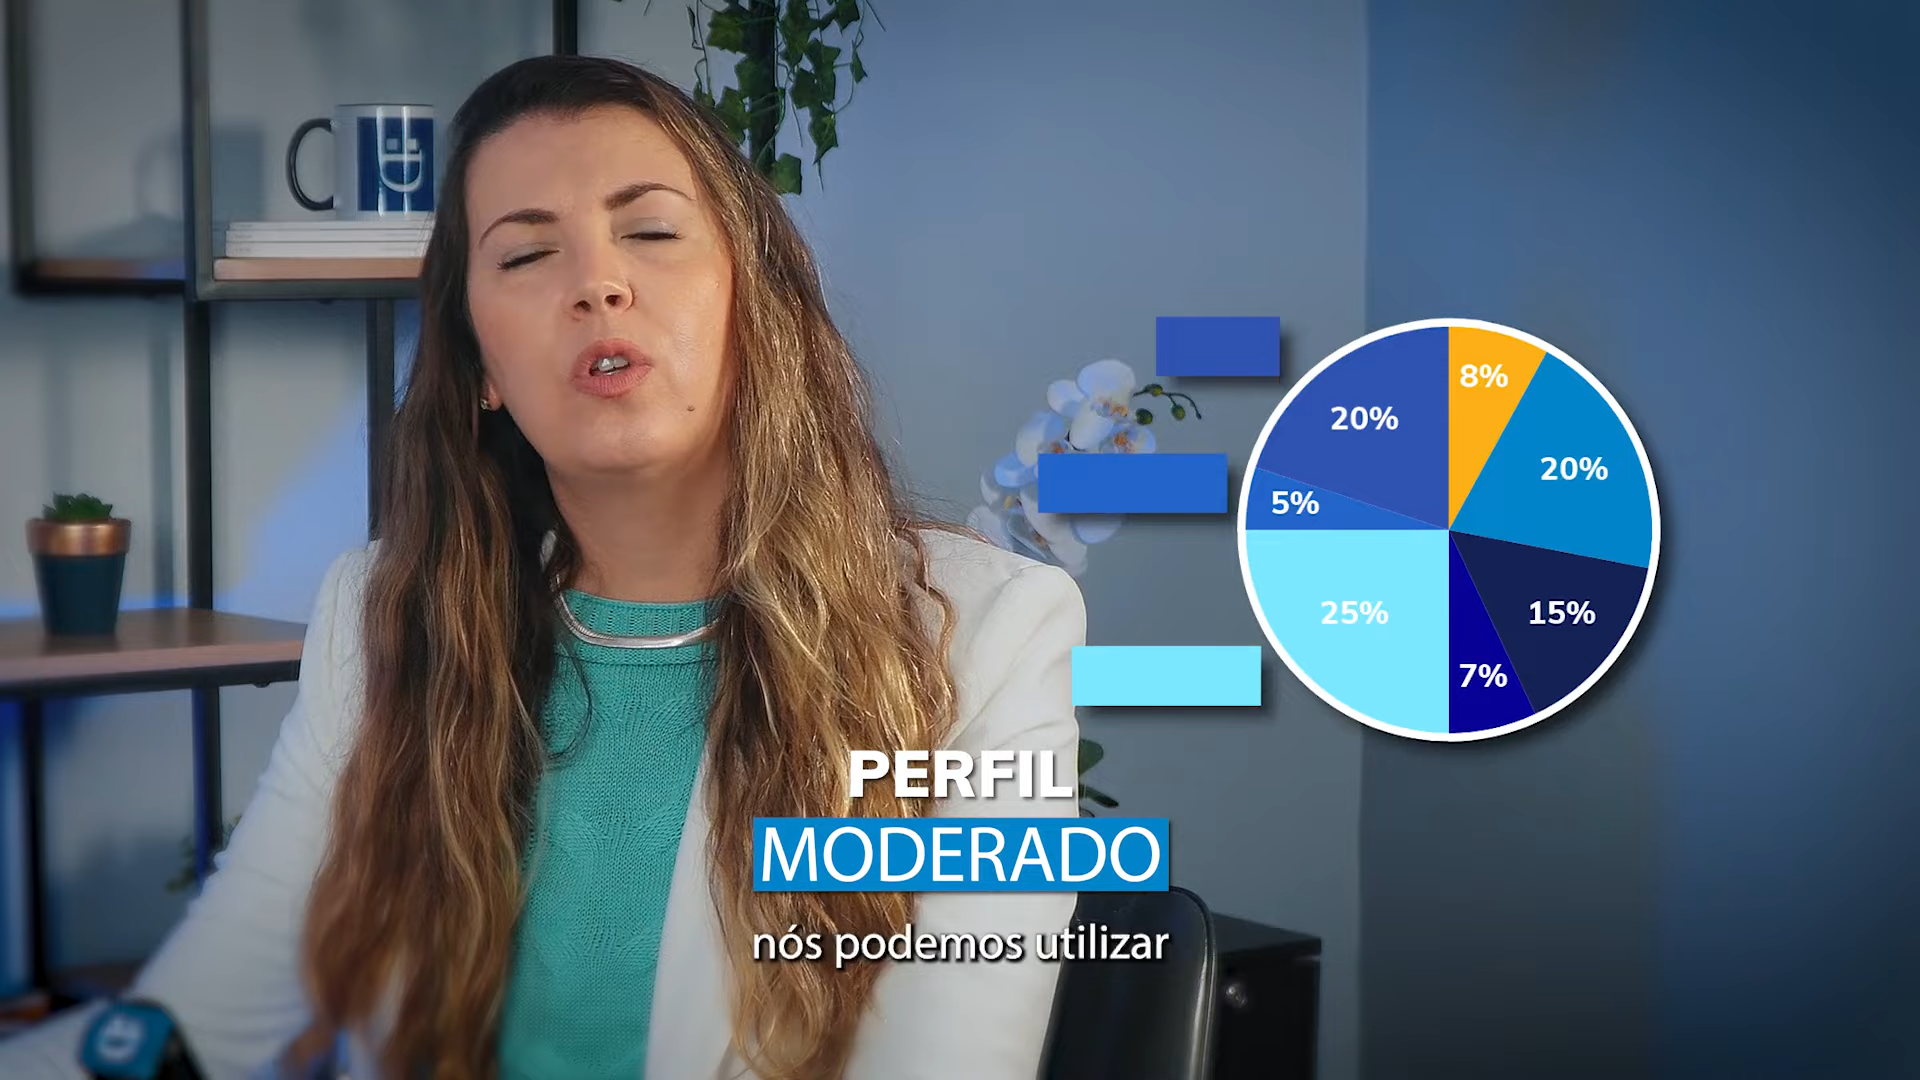 8%
20%
20%
5%
25%
15%
7%
PERFIL
MODERADO
nós podemos utilizar